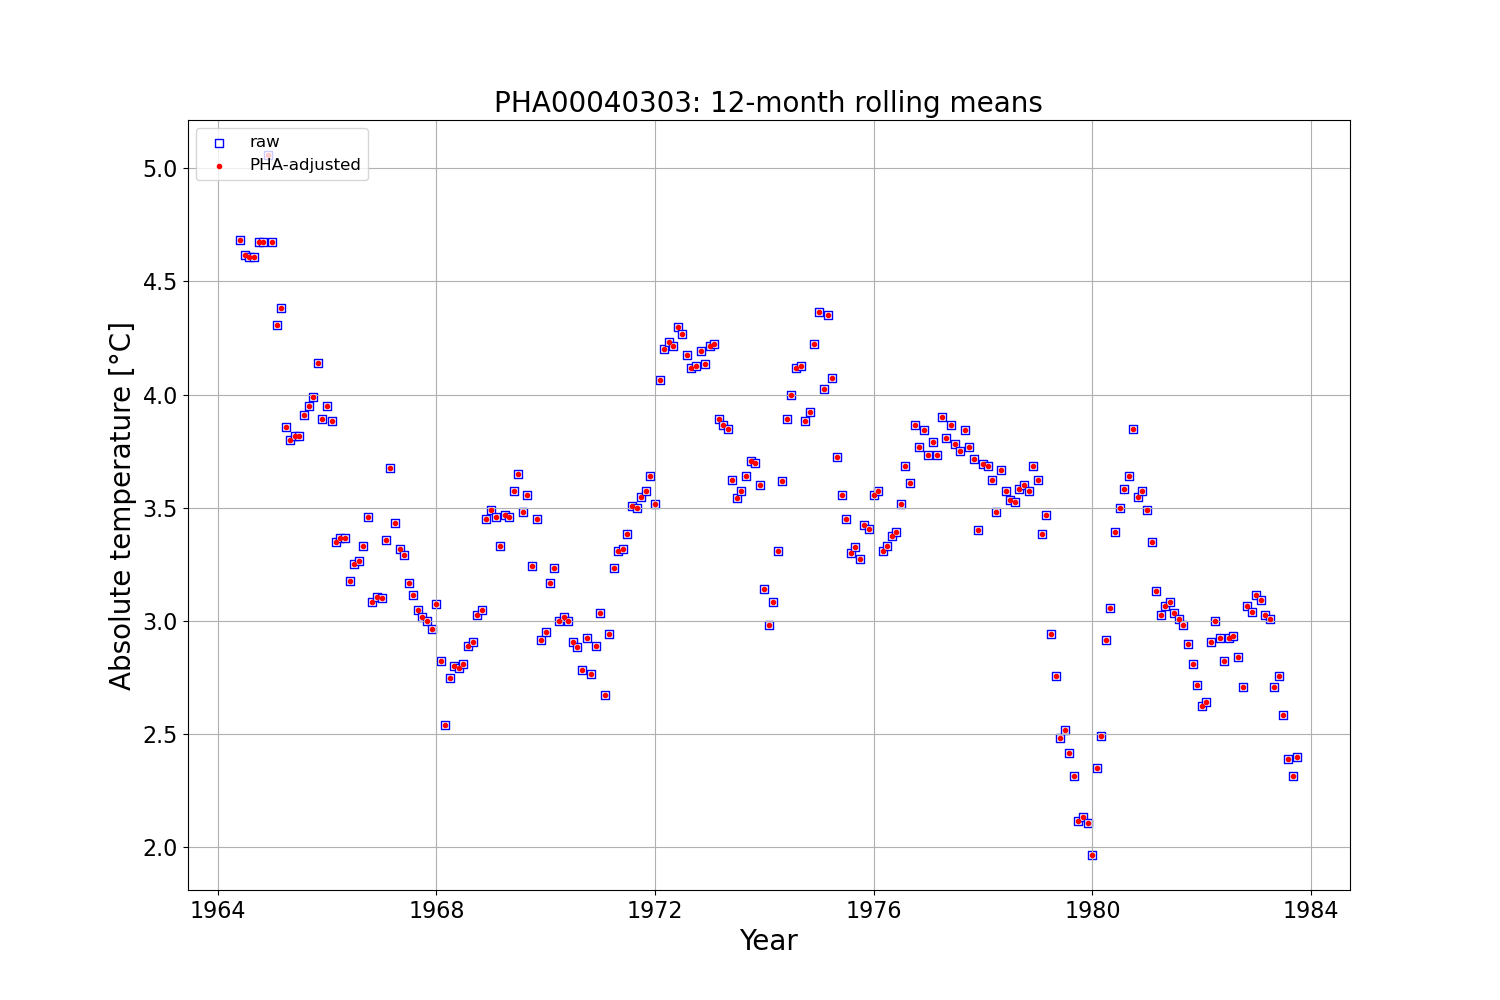 PHA00040303: 12-month rolling means
raw
PHA-adjusted
Absolute temperature [°C]
5.0
4.5
4.0
3.5
3.0
2.5
2.0
1964 1968 1972 1976 1980 1984
Year